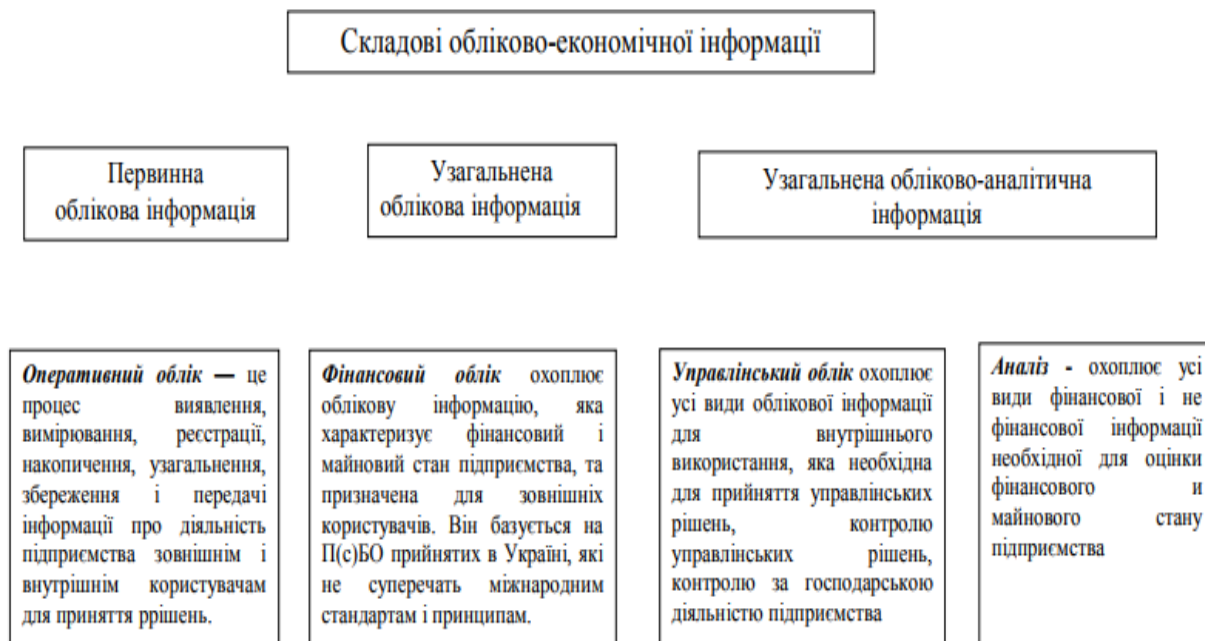 Складові обліково-економічної інформації
Первинна
облікова інформація
Узагальнена
облікова інформація
Узагальнена обліково-аналітична
інформація
Оперативний облік — це
процес виявлення,
вимірювання, реєстрації,
накопичення, узагальнення,
збереження і передачі
інформації про діяльність
підприємства зовнішнім і
внутрішнім користувачам
для приняття ррішень.
Фінансовий облік охоплює
облікову інформацію, яка
характеризує фінансовий і
майновий стан підприємства, та
призначена для зовнішніх
користувачів. Він базується на
П(с)БО прийнятих в Україні, які
не суперечать міжнародним
стандартам і принципам.
Управлінський облік охоплює
усі види облікової інформації
для внутрішнього
використання, яка необхідна
для прийняття управлінських
рішень, контролю
управлінських рішень,
контролю за господарською
діяльністю підприємства
Аналіз - охоплює усі
види фінансової і не
фінансової інформації
необхідної для оцінки
фінансового и
майнового стану
підприємства